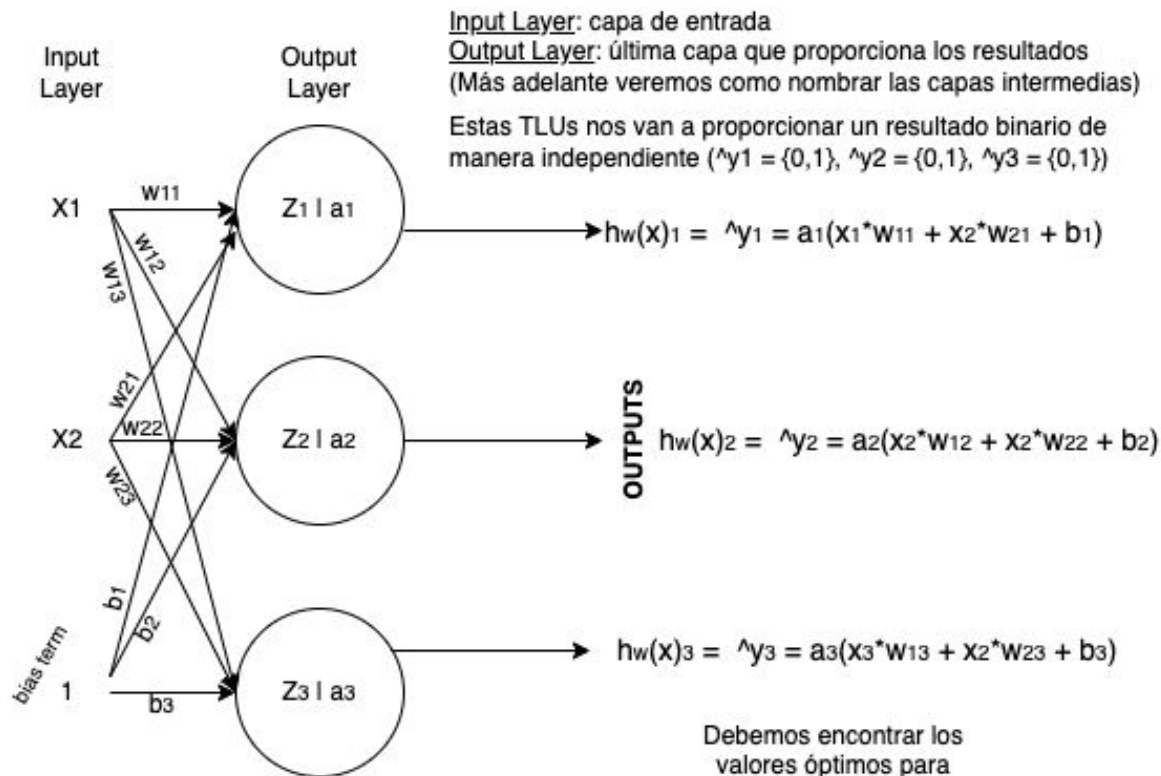 Input Layer: capa de entrada
Output Layer: última capa que proporciona los resultados
(Más adelante veremos como nombrar las capas intermedias)
Estas TLUs nos van a proporcionar un resultado binario de
manera independiente (^y1 = {0,1}, ^y2 = {0,1}, ^y3 = {0,1})
Input
Layer
Output
Layer
X1
w11
w12
w13
Z1 | a1
hw(x)1 = ^y1 = a1(x1*w11 + x2*w21 + b1)
X2
w21
w22
w23
Z2 | a2
OUTPUTS
hw(x)2 = ^y2 = a2(x2*w12 + x2*w22 + b2)
bias term
1
b1
b2
b3
Z3 | a3
hw(x)3 = ^y3 = a3(x3*w13 + x2*w23 + b3)
Debemos encontrar los
valores óptimos para